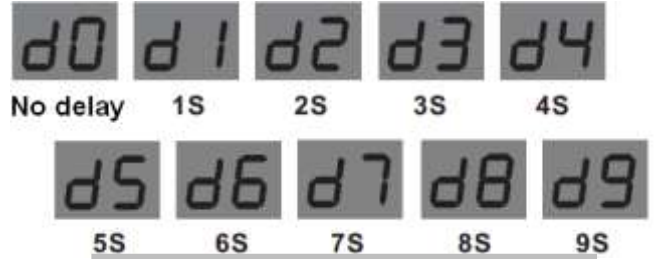 d0 d1 d2 d3 d4
No delay 1S 2S 3S 4S
d5 d6 d7 d8 d9
5S 6S 7S 8S 9S